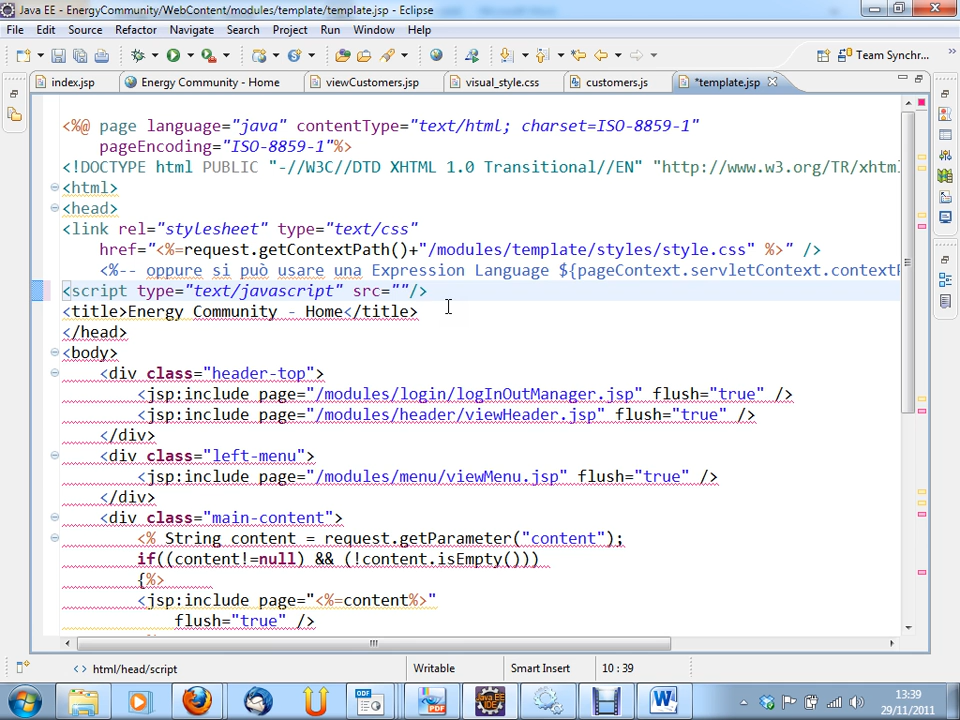 Java EE - EnergyCommunity/WebContent/modules/template/template.jsp - Eclipse
File Edit Source Refactor Navigate Search Project Run Window Help
Team Synchr...
index.jsp Energy Community - Home viewCustomers.jsp visual_style.css customers.js *template.jsp
<%@ page language="java" contentType="text/html; charset=ISO-8859-1"
pageEncoding="ISO-8859-1"%>
<!DOCTYPE html PUBLIC "-//W3C//DTD XHTML 1.0 Transitional//EN" "http://www.w3.org/TR/xhtml
<html>
<head>
<link rel="stylesheet" type="text/css"
href="<%=request.getContextPath()+"/modules/template/styles/style.css" %>" />
<%-- oppure si può usare una Expression Language ${pageContext.servletContext.contextP
<script type="text/javascript" src=""/>
<title>Energy Community - Home</title>
</head>
<body>
<div class="header-top">
<jsp:include page="/modules/login/logInOutManager.jsp" flush="true" />
<jsp:include page="/modules/header/viewHeader.jsp" flush="true" />
</div>
<div class="left-menu">
<jsp:include page="/modules/menu/viewMenu.jsp" flush="true" />
</div>
<div class="main-content">
<% String content = request.getParameter("content");
if((content!=null) && (!content.isEmpty()))
{%>
<jsp:include page="<%=content%>"
flush="true" />
<> html/head/script Writable Smart Insert 10 : 39
13:39
29/11/2011